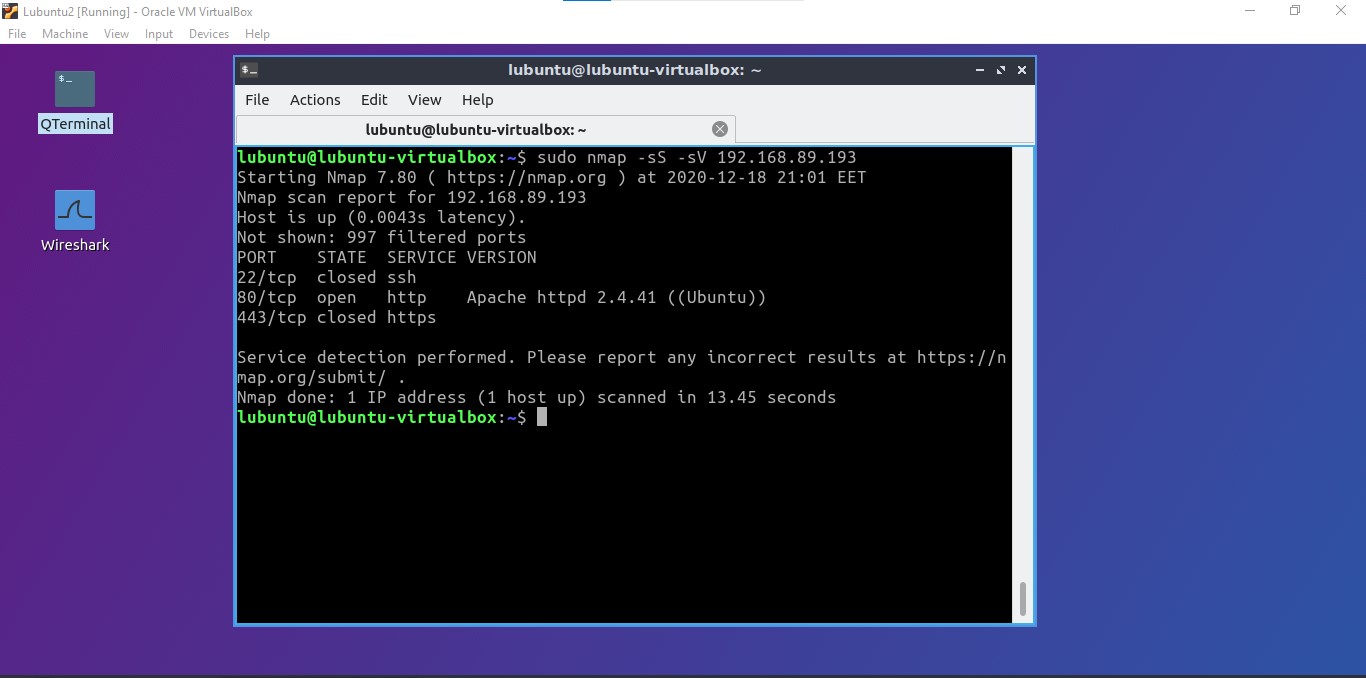 Lubuntu2 [Running] - Oracle VM VirtualBox
File Machine View Input Devices Help
$_
QTerminal
Wireshark
$_ lubuntu@lubuntu-virtualbox: ~
File Actions Edit View Help
lubuntu@lubuntu-virtualbox: ~
lubuntu@lubuntu-virtualbox:~$ sudo nmap -sS -sV 192.168.89.193
Starting Nmap 7.80 ( https://nmap.org ) at 2020-12-18 21:01 EET
Nmap scan report for 192.168.89.193
Host is up (0.0043s latency).
Not shown: 997 filtered ports
PORT    STATE  SERVICE VERSION
22/tcp  closed ssh
80/tcp  open   http    Apache httpd 2.4.41 ((Ubuntu))
443/tcp closed https
Service detection performed. Please report any incorrect results at https://n
map.org/submit/ .
Nmap done: 1 IP address (1 host up) scanned in 13.45 seconds
lubuntu@lubuntu-virtualbox:~$